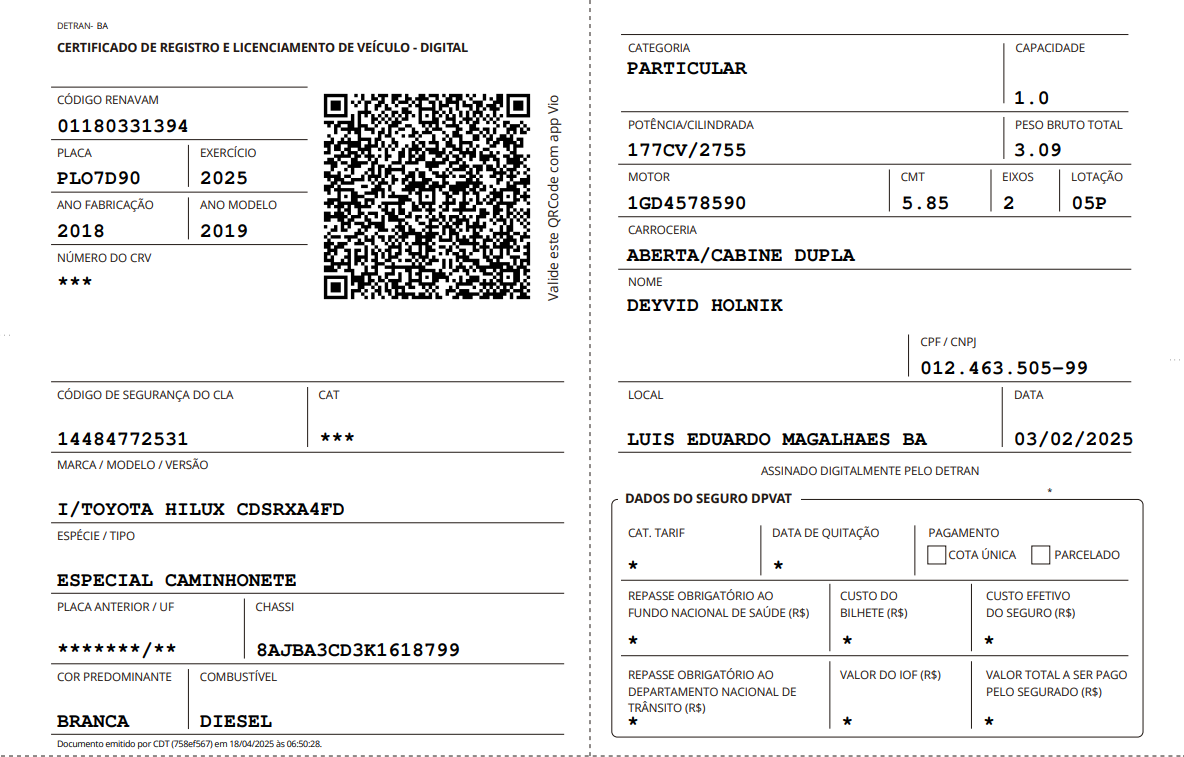 DETRAN- BA
CERTIFICADO DE REGISTRO E LICENCIAMENTO DE VEÍCULO - DIGITAL
CÓDIGO RENAVAM
01180331394
PLACA EXERCÍCIO
PLO7D90 2025
ANO FABRICAÇÃO ANO MODELO
2018 2019
NÚMERO DO CRV
***
Valide este QRCode com app Vio
CÓDIGO DE SEGURANÇA DO CLA CAT
14484772531 ***
MARCA / MODELO / VERSÃO
I/TOYOTA HILUX CDSRXA4FD
ESPÉCIE / TIPO
ESPECIAL CAMINHONETE
PLACA ANTERIOR / UF CHASSI
*******/** 8AJBA3CD3K1618799
COR PREDOMINANTE COMBUSTÍVEL
BRANCA DIESEL
Documento emitido por CDT (758ef567) em 18/04/2025 às 06:50:28.
CATEGORIA CAPACIDADE
PARTICULAR
1.0
POTÊNCIA/CILINDRADA PESO BRUTO TOTAL
177CV/2755 3.09
MOTOR CMT EIXOS LOTAÇÃO
1GD4578590 5.85 2 05P
CARROCERIA
ABERTA/CABINE DUPLA
NOME
DEYVID HOLNIK
CPF / CNPJ
012.463.505-99
LOCAL DATA
LUIS EDUARDO MAGALHAES BA 03/02/2025
ASSINADO DIGITALMENTE PELO DETRAN
*
DADOS DO SEGURO DPVAT
CAT. TARIF DATA DE QUITAÇÃO PAGAMENTO
* * COTA ÚNICA PARCELADO
REPASSE OBRIGATÓRIO AO CUSTO DO CUSTO EFETIVO
FUNDO NACIONAL DE SAÚDE (R$) BILHETE (R$) DO SEGURO (R$)
* * *
REPASSE OBRIGATÓRIO AO VALOR DO IOF (R$) VALOR TOTAL A SER PAGO
DEPARTAMENTO NACIONAL DE PELO SEGURADO (R$)
TRÂNSITO (R$)
* * *